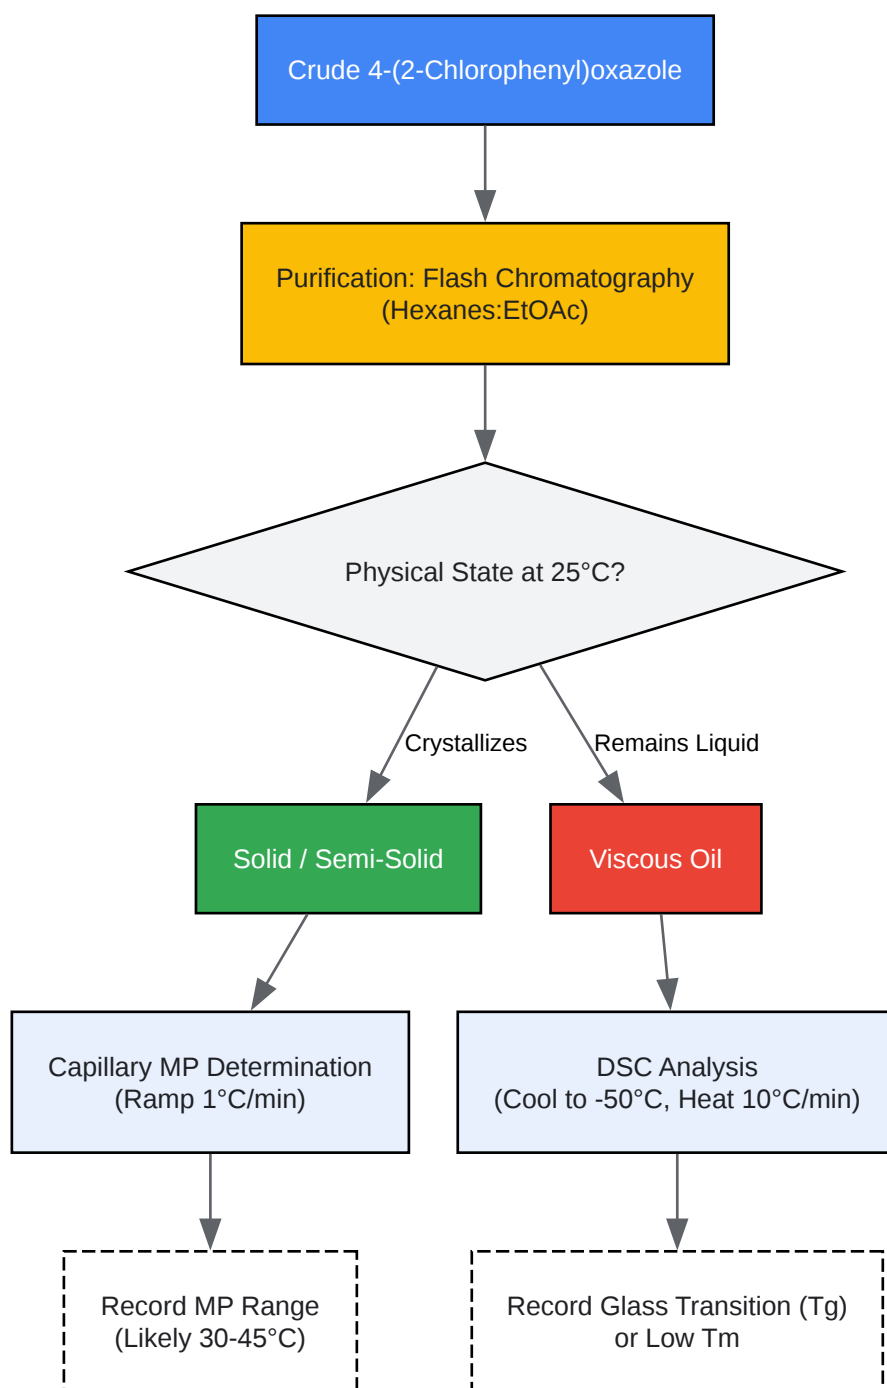 Crude 4-(2-Chlorophenyl)oxazole
Purification: Flash Chromatography
(Hexanes:EtOAc)
Physical State at 25°C?
Crystallizes
Remains Liquid
Solid / Semi-Solid
Viscous Oil
Capillary MP Determination
(Ramp 1°C/min)
DSC Analysis
(Cool to -50°C, Heat 10°C/min)
Record MP Range
(Likely 30-45°C)
Record Glass Transition (Tg)
or Low Tm